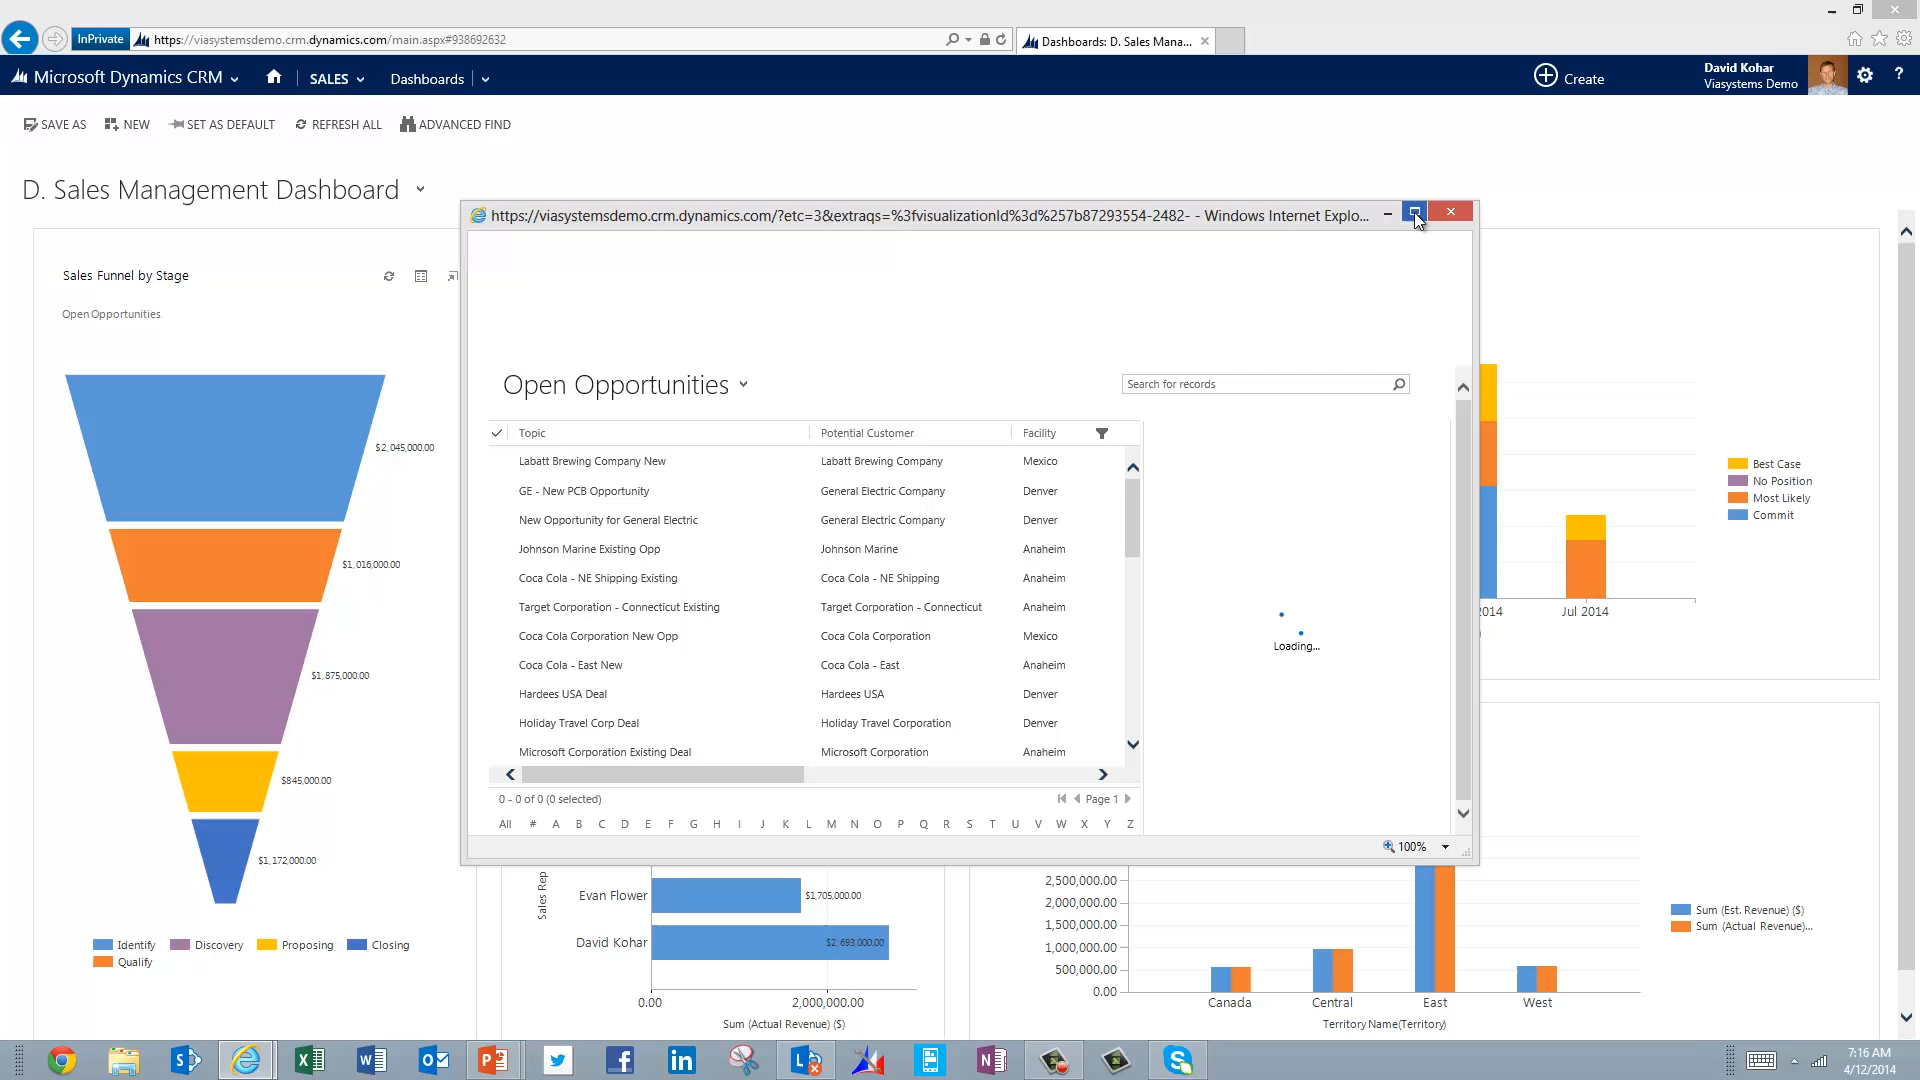 InPrivate
https://viasystemsdemo.crm.dynamics.com/main.aspx#938692632
Dashboards: D. Sales Mana...
Microsoft Dynamics CRM
SALES
Dashboards
Create
David Kohar
Viasystems Demo
?
SAVE AS
NEW
SET AS DEFAULT
REFRESH ALL
ADVANCED FIND
D. Sales Management Dashboard
Sales Funnel by Stage
Open Opportunities
$2,045,000.00
$1,016,000.00
$1,875,000.00
$845,000.00
$1,172,000.00
Identify
Discovery
Proposing
Closing
Qualify
https://viasystemsdemo.crm.dynamics.com/?etc=3&extraqs=%3fvisualizationId%3d%257b87293554-2482- - Windows Internet Explo...
Open Opportunities
Search for records
Topic Potential Customer Facility
Labatt Brewing Company New Labatt Brewing Company Mexico
GE - New PCB Opportunity General Electric Company Denver
New Opportunity for General Electric General Electric Company Denver
Johnson Marine Existing Opp Johnson Marine Anaheim
Coca Cola - NE Shipping Existing Coca Cola - NE Shipping Anaheim
Target Corporation - Connecticut Existing Target Corporation - Connecticut Anaheim
Coca Cola Corporation New Opp Coca Cola Corporation Mexico
Coca Cola - East New Coca Cola - East Anaheim
Hardees USA Deal Hardees USA Denver
Holiday Travel Corp Deal Holiday Travel Corporation Denver
Microsoft Corporation Existing Deal Microsoft Corporation Anaheim
0 - 0 of 0 (0 selected)
Page 1
All # A B C D E F G H I J K L M N O P Q R S T U V W X Y Z
Loading...
100%
2014
Jul 2014
Best Case
No Position
Most Likely
Commit
Sales Rep
Evan Flower
$1,705,000.00
David Kohar
$2,693,000.00
0.00
2,000,000.00
Sum (Actual Revenue) ($)
2,500,000.00
2,000,000.00
1,500,000.00
1,000,000.00
500,000.00
0.00
Canada
Central
East
West
Territory Name(Territory)
Sum (Est. Revenue) ($)
Sum (Actual Revenue)...
7:16 AM
4/12/2014